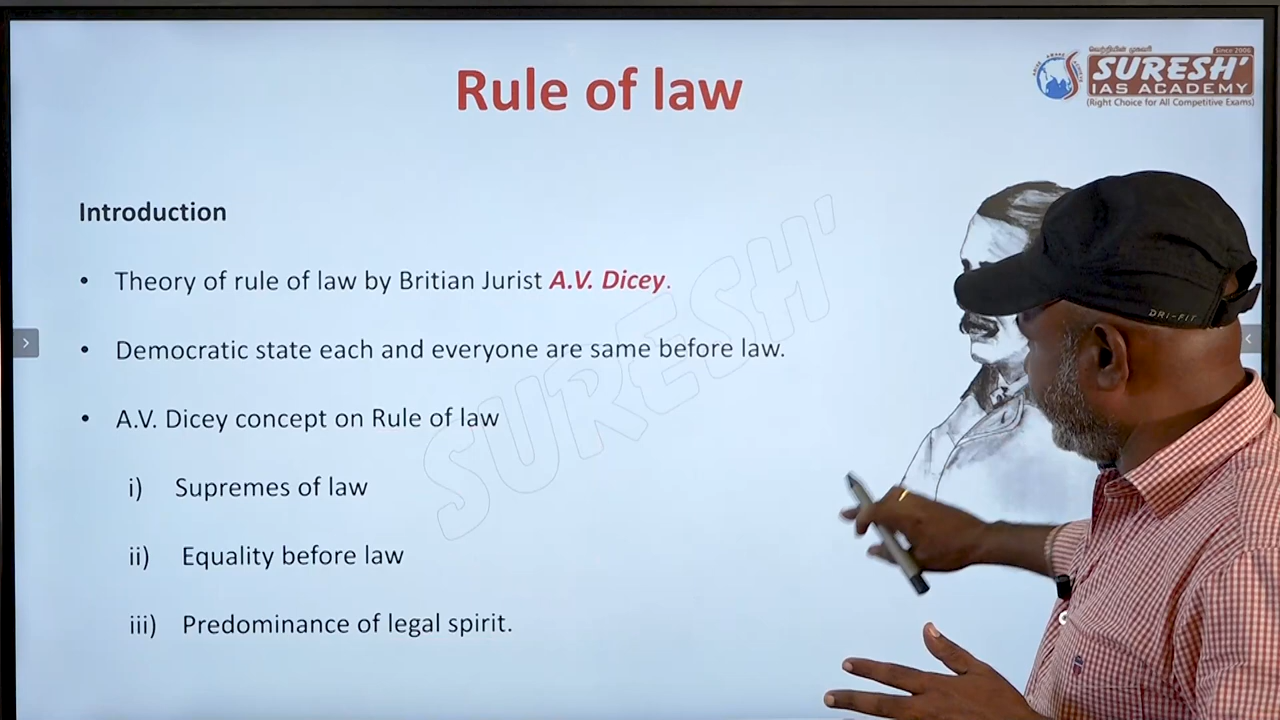 Rule of law
Since 2006
SURESH'
IAS ACADEMY
(Right Choice for All Competitive Exams)
Introduction
• Theory of rule of law by Britian Jurist A.V. Dicey.
• Democratic state each and everyone are same before law.
• A.V. Dicey concept on Rule of law
i) Supremes of law
ii) Equality before law
iii) Predominance of legal spirit.
SURESH'
DRI-FIT